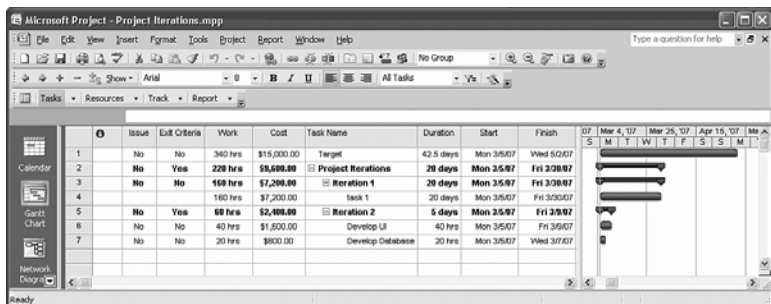 Microsoft Project - Project Iterations.mpp
File Edit View Insert Format Tools Project Report Window Help Type a question for help
No Group
Show Arial 8 B I U All Tasks
Tasks Resources Track Report
Issue Exit Criteria Work Cost Task Name Duration Start Finish
07 Mar 4, '07 Mar 25, '07 Apr 15, '07 Ma
S M T W T F S S M
1 No No 340 hrs $15,000.00 Target 42.5 days Mon 3/5/07 Wed 5/2/07
2 No Yes 220 hrs $9,600.00 Project Iterations 20 days Mon 3/5/07 Fri 3/30/07
3 No No 160 hrs $7,200.00 Iteration 1 20 days Mon 3/5/07 Fri 3/30/07
4 160 hrs $7,200.00 task 1 20 days Mon 3/5/07 Fri 3/30/07
5 No Yes 60 hrs $2,400.00 Iteration 2 5 days Mon 3/5/07 Fri 3/9/07
6 No No 40 hrs $1,600.00 Develop UI 40 hrs Mon 3/5/07 Fri 3/9/07
7 No No 20 hrs $800.00 Develop Database 20 hrs Mon 3/5/07 Wed 3/7/07
Calendar
Gantt
Chart
Network
Diagra
Ready